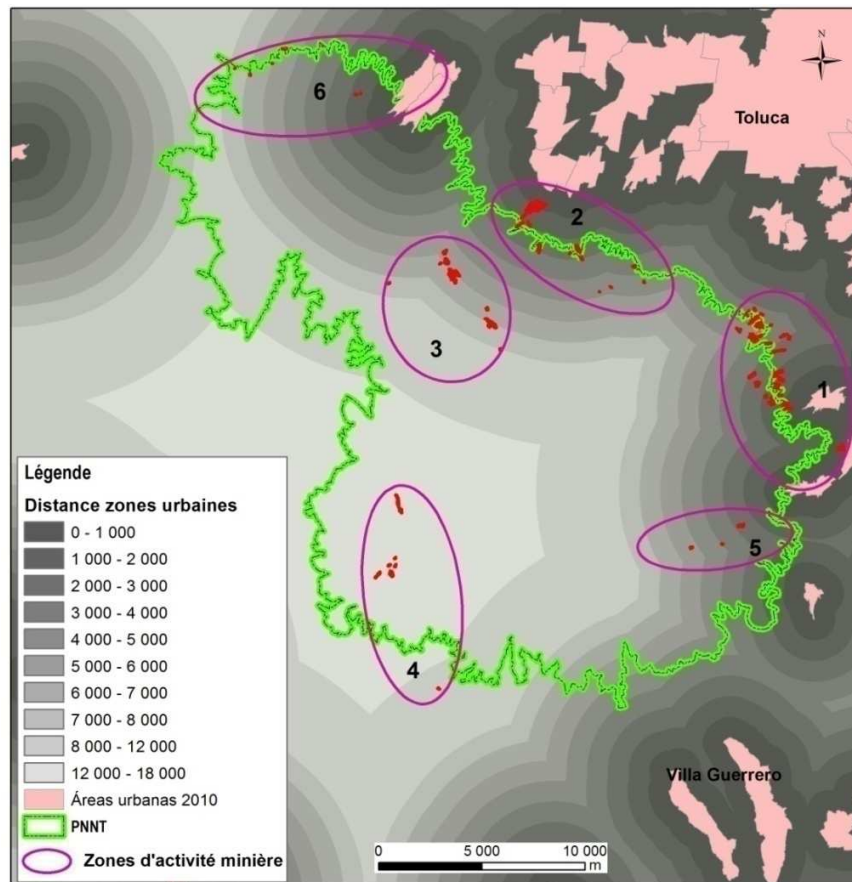 N
Toluca
6
2
3
1
5
4
Villa Guerrero
Légende
Distance zones urbaines
0 - 1 000
1 000 - 2 000
2 000 - 3 000
3 000 - 4 000
4 000 - 5 000
5 000 - 6 000
6 000 - 7 000
7 000 - 8 000
8 000 - 12 000
12 000 - 18 000
Áreas urbanas 2010
PNNT
Zones d'activité minière
0 5 000 10 000
m